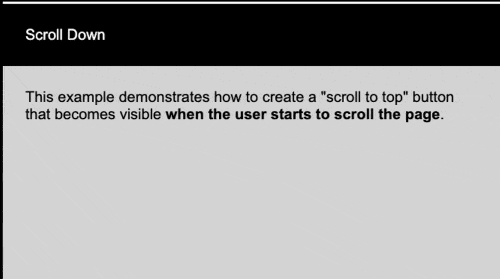 Scroll Down
This example demonstrates how to create a "scroll to top" button
that becomes visible when the user starts to scroll the page.